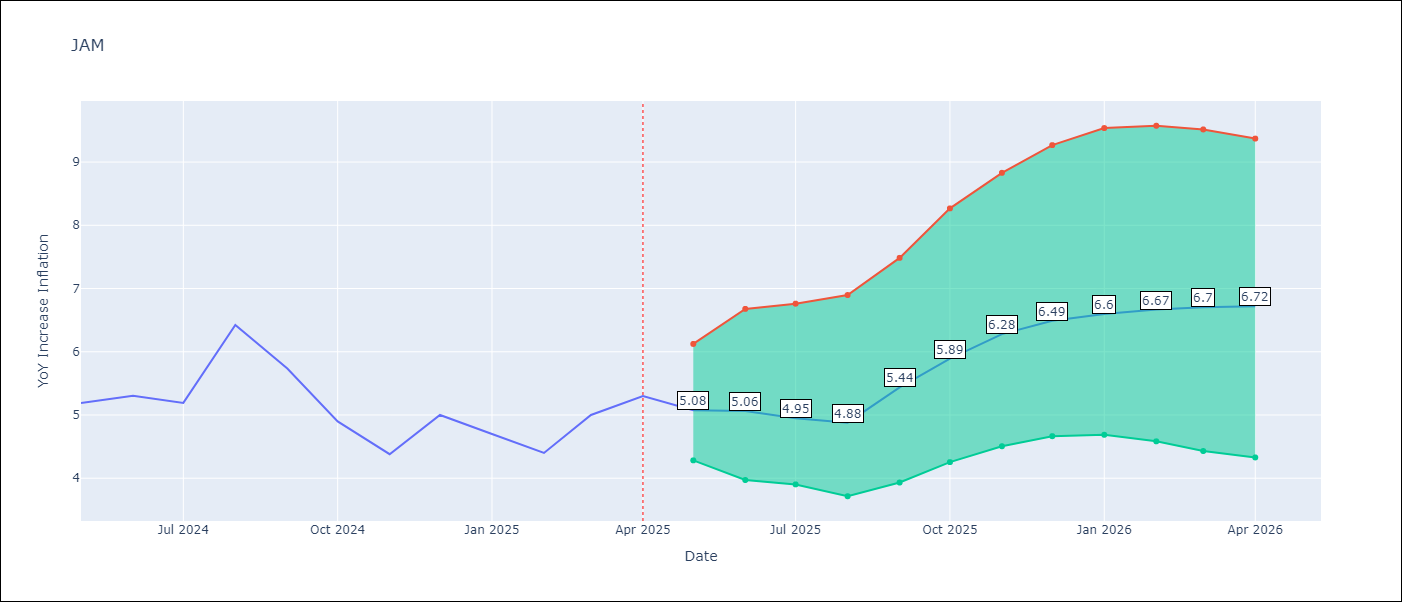 JAM
YoY Increase Inflation
9
8
7
6
5
4
5.08
5.06
4.95
4.88
5.44
5.89
6.28
6.49
6.6
6.67
6.7
6.72
Jul 2024
Oct 2024
Jan 2025
Apr 2025
Jul 2025
Oct 2025
Jan 2026
Apr 2026
Date